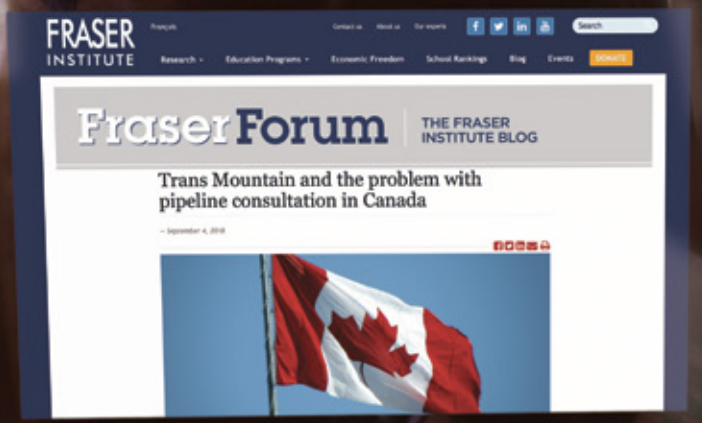 FRASER
INSTITUTE
Français
Contact us
About us
Our experts
Search
Research
Education Programs
Economic Freedom
School Rankings
Blog
Events
DONATE
Fraser Forum
THE FRASER
INSTITUTE BLOG
Trans Mountain and the problem with
pipeline consultation in Canada
— September 4, 2018